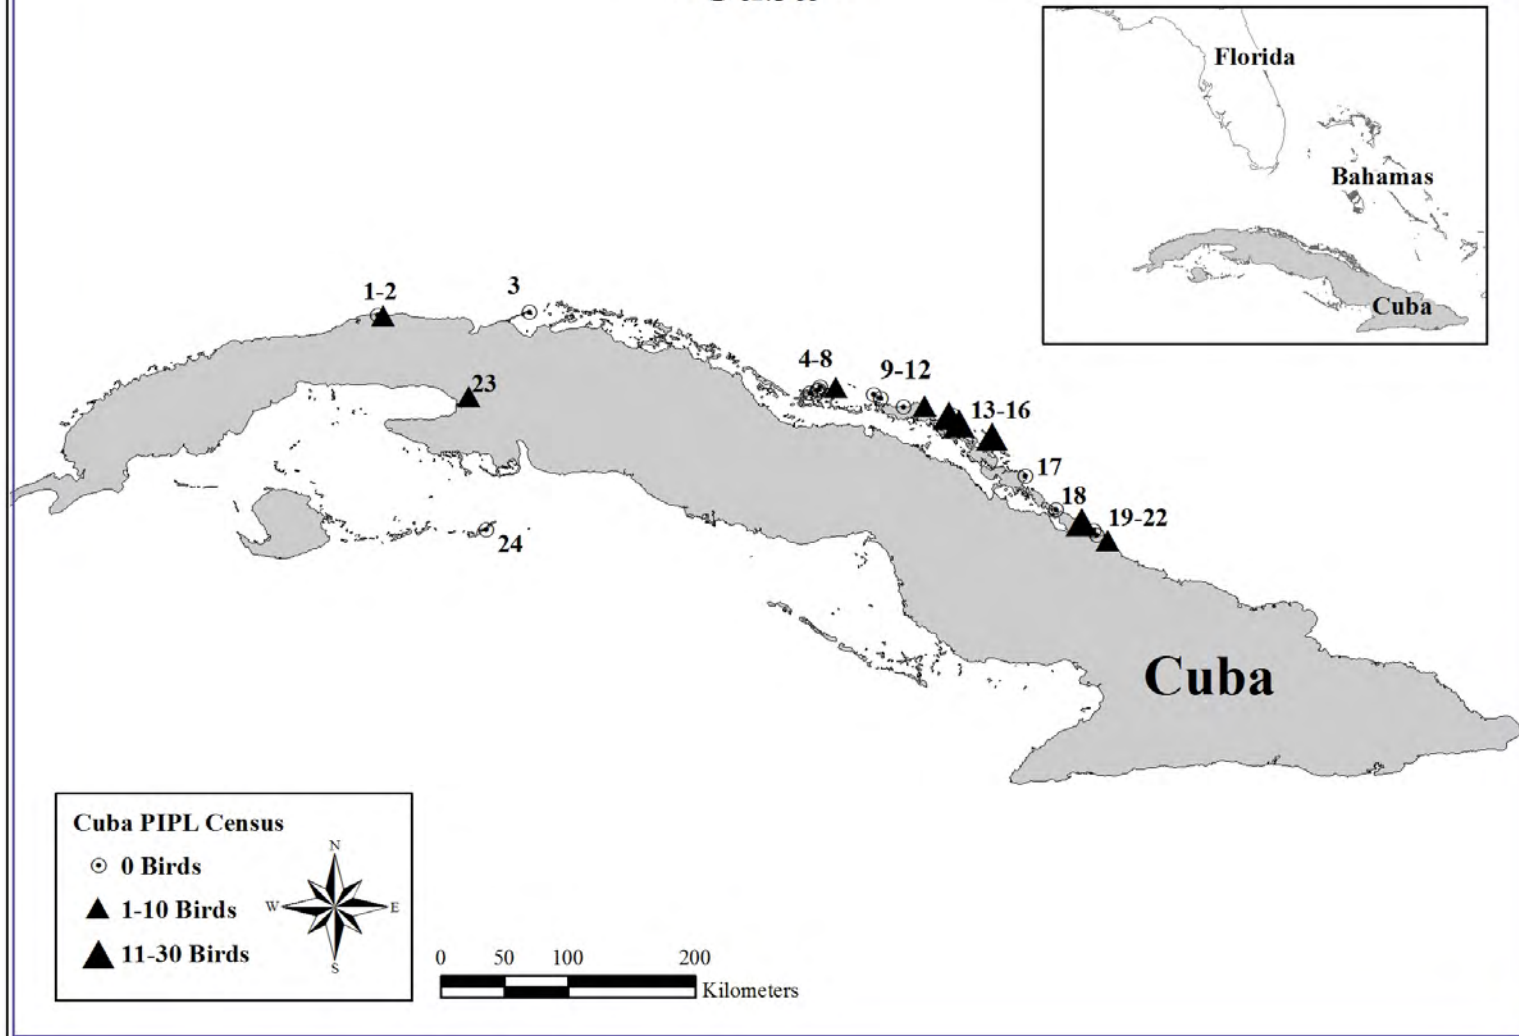 Florida
Bahamas
Cuba
1-2
3
4-8
9-12
13-16
17
18
19-22
23
24
Cuba
Cuba PIPL Census
0 Birds
1-10 Birds
11-30 Birds
N
W
E
S
0 50 100 200
Kilometers